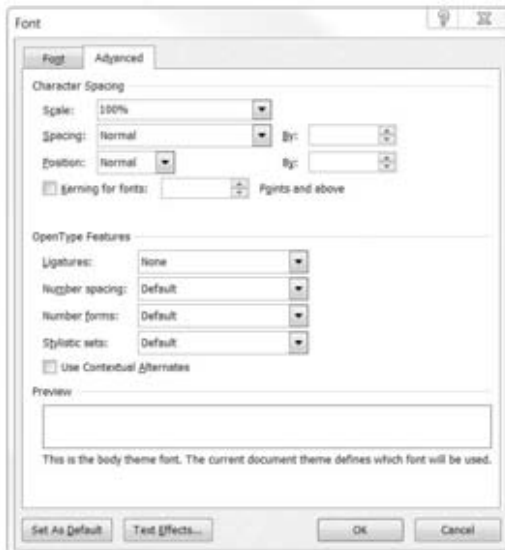 Font
Font Advanced
Character Spacing
Scale: 100%
Spacing: Normal By:
Position: Normal By:
Kerning for fonts: Points and above
OpenType Features
Ligatures: None
Number spacing: Default
Number forms: Default
Stylistic sets: Default
Use Contextual Alternates
Preview
This is the body theme font. The current document theme defines which font will be used.
Set As Default Text Effects... OK Cancel